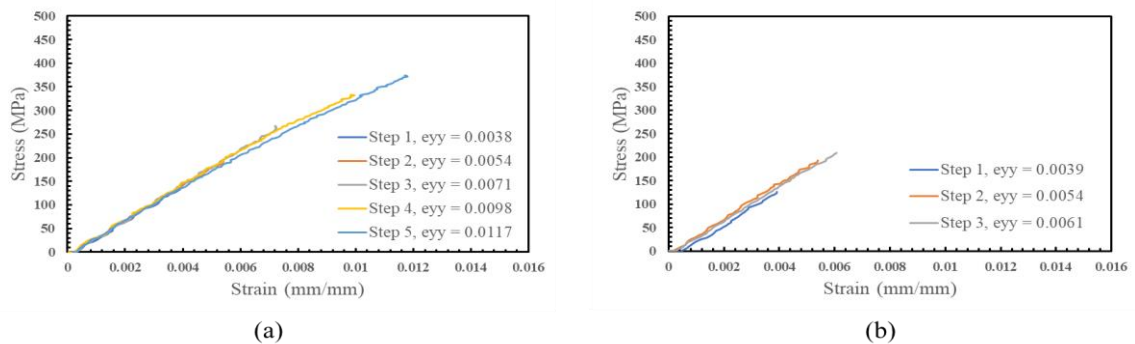 500
450
400
350
300
250
200
150
100
50
0
Stress (MPa)
Step 1, eyy = 0.0038
Step 2, eyy = 0.0054
Step 3, eyy = 0.0071
Step 4, eyy = 0.0098
Step 5, eyy = 0.0117
0 0.002 0.004 0.006 0.008 0.01 0.012 0.014 0.016
Strain (mm/mm)
(a)
500
450
400
350
300
250
200
150
100
50
0
Stress (MPa)
Step 1, eyy = 0.0039
Step 2, eyy = 0.0054
Step 3, eyy = 0.0061
0 0.002 0.004 0.006 0.008 0.01 0.012 0.014 0.016
Strain (mm/mm)
(b)